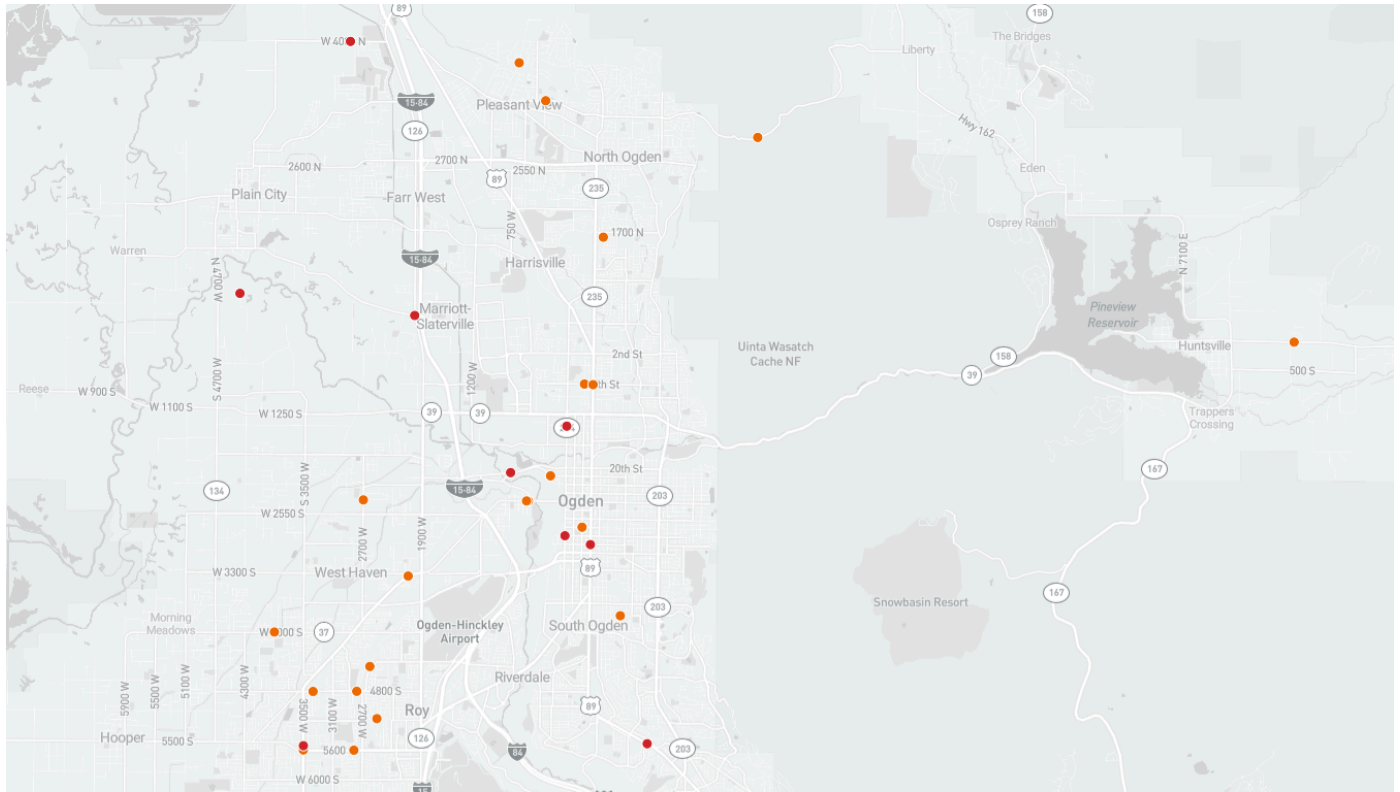 89
158
The Bridges
W 40 N
Liberty
15-84
Pleasant View
126
Hwy 162
North Ogden
2700 N
2550 N
2600 N
Eden
89
235
Plain City
Farr West
750 W
Osprey Ranch
1700 N
Warren
N 7100 E
15-84
Harrisville
N 4700 W
235
Marriott-
Slaterville
Pineview
Reservoir
Uinta Wasatch
Cache NF
Huntsville
2nd St
158
39
500 S
1200 W
th St
Reese
W 900 S
S 4700 W
W 1100 S
W 1250 S
39
39
Trappers
Crossing
20th St
167
S 3500 W
134
15-84
203
Ogden
W 2550 S
2700 W
1900 W
W 3300 S
West Haven
89
167
Snowbasin Resort
203
Morning
Meadows
W 000 S
37
Ogden-Hinckley
Airport
South Ogden
5900 W
5500 W
5100 W
4300 W
Riverdale
4800 S
3500 W
3100 W
2700 W
Roy
89
Hooper
5500 S
126
5600
84
203
W 6000 S
15